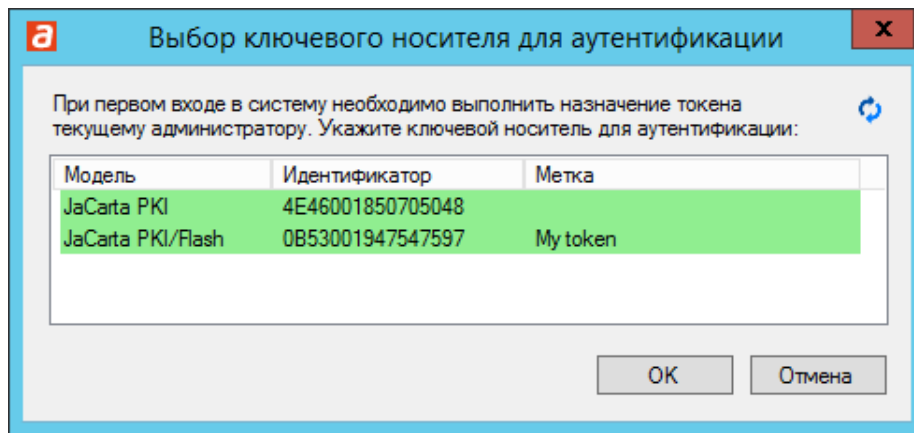 Выбор ключевого носителя для аутентификации
При первом входе в систему необходимо выполнить назначение токена
текущему администратору. Укажите ключевой носитель для аутентификации:
Модель Идентификатор Метка
JaCarta PKI 4E46001850705048
JaCarta PKI/Flash 0B53001947547597 My token
OK Отмена